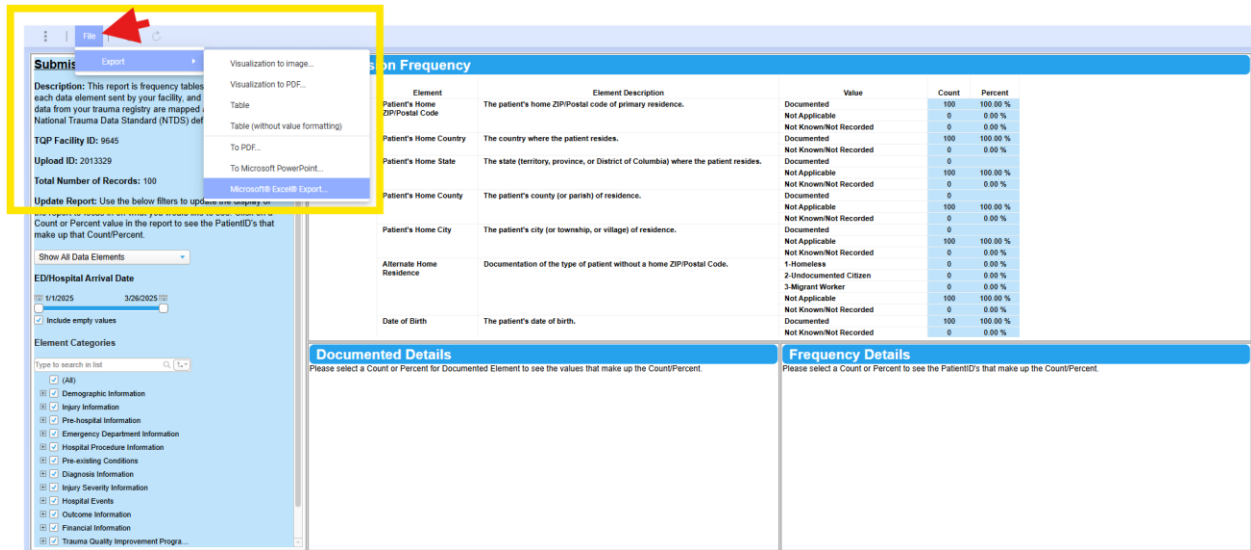 File
Export
Visualization to image...
Visualization to PDF...
Table
Table (without value formatting)
To PDF...
To Microsoft PowerPoint...
Microsoft® Excel® Export...
Submis
Description: This report is frequency tables
each data element sent by your facility, and
data from your trauma registry are mapped
National Trauma Data Standard (NTDS) def
TQP Facility ID: 9645
Upload ID: 2013329
Total Number of Records: 100
Update Report: Use the below filters to update the display of
Count or Percent value in the report to see the PatientID's that
make up that Count/Percent.
Show All Data Elements
ED/Hospital Arrival Date
1/1/2025 3/26/2025
Include empty values
Element Categories
Type to search in list
(All)
Demographic Information
Injury Information
Pre-hospital Information
Emergency Department Information
Hospital Procedure Information
Pre-existing Conditions
Diagnosis Information
Injury Severity Information
Hospital Events
Outcome Information
Financial Information
Trauma Quality Improvement Progra...
on Frequency
Element Element Description Value Count Percent
Patient's Home The patient's home ZIP/Postal code of primary residence. Documented 100 100.00 %
ZIP/Postal Code Not Applicable 0 0.00 %
Not Known/Not Recorded 0 0.00 %
Patient's Home Country The country where the patient resides. Documented 100 100.00 %
Not Known/Not Recorded 0 0.00 %
Patient's Home State The state (territory, province, or District of Columbia) where the patient resides. Documented 0
Not Applicable 100 100.00 %
Not Known/Not Recorded 0 0.00 %
Patient's Home County The patient's county (or parish) of residence. Documented 0
Not Applicable 100 100.00 %
Not Known/Not Recorded 0 0.00 %
Patient's Home City The patient's city (or township, or village) of residence. Documented 0
Not Applicable 100 100.00 %
Not Known/Not Recorded 0 0.00 %
Alternate Home Documentation of the type of patient without a home ZIP/Postal Code. 1-Homeless 0 0.00 %
Residence 2-Undocumented Citizen 0 0.00 %
3-Migrant Worker 0 0.00 %
Not Applicable 100 100.00 %
Not Known/Not Recorded 0 0.00 %
Date of Birth The patient's date of birth. Documented 100 100.00 %
Not Known/Not Recorded 0 0.00 %
Documented Details
Please select a Count or Percent for Documented Element to see the values that make up the Count/Percent.
Frequency Details
Please select a Count or Percent to see the PatientID's that make up the Count/Percent.